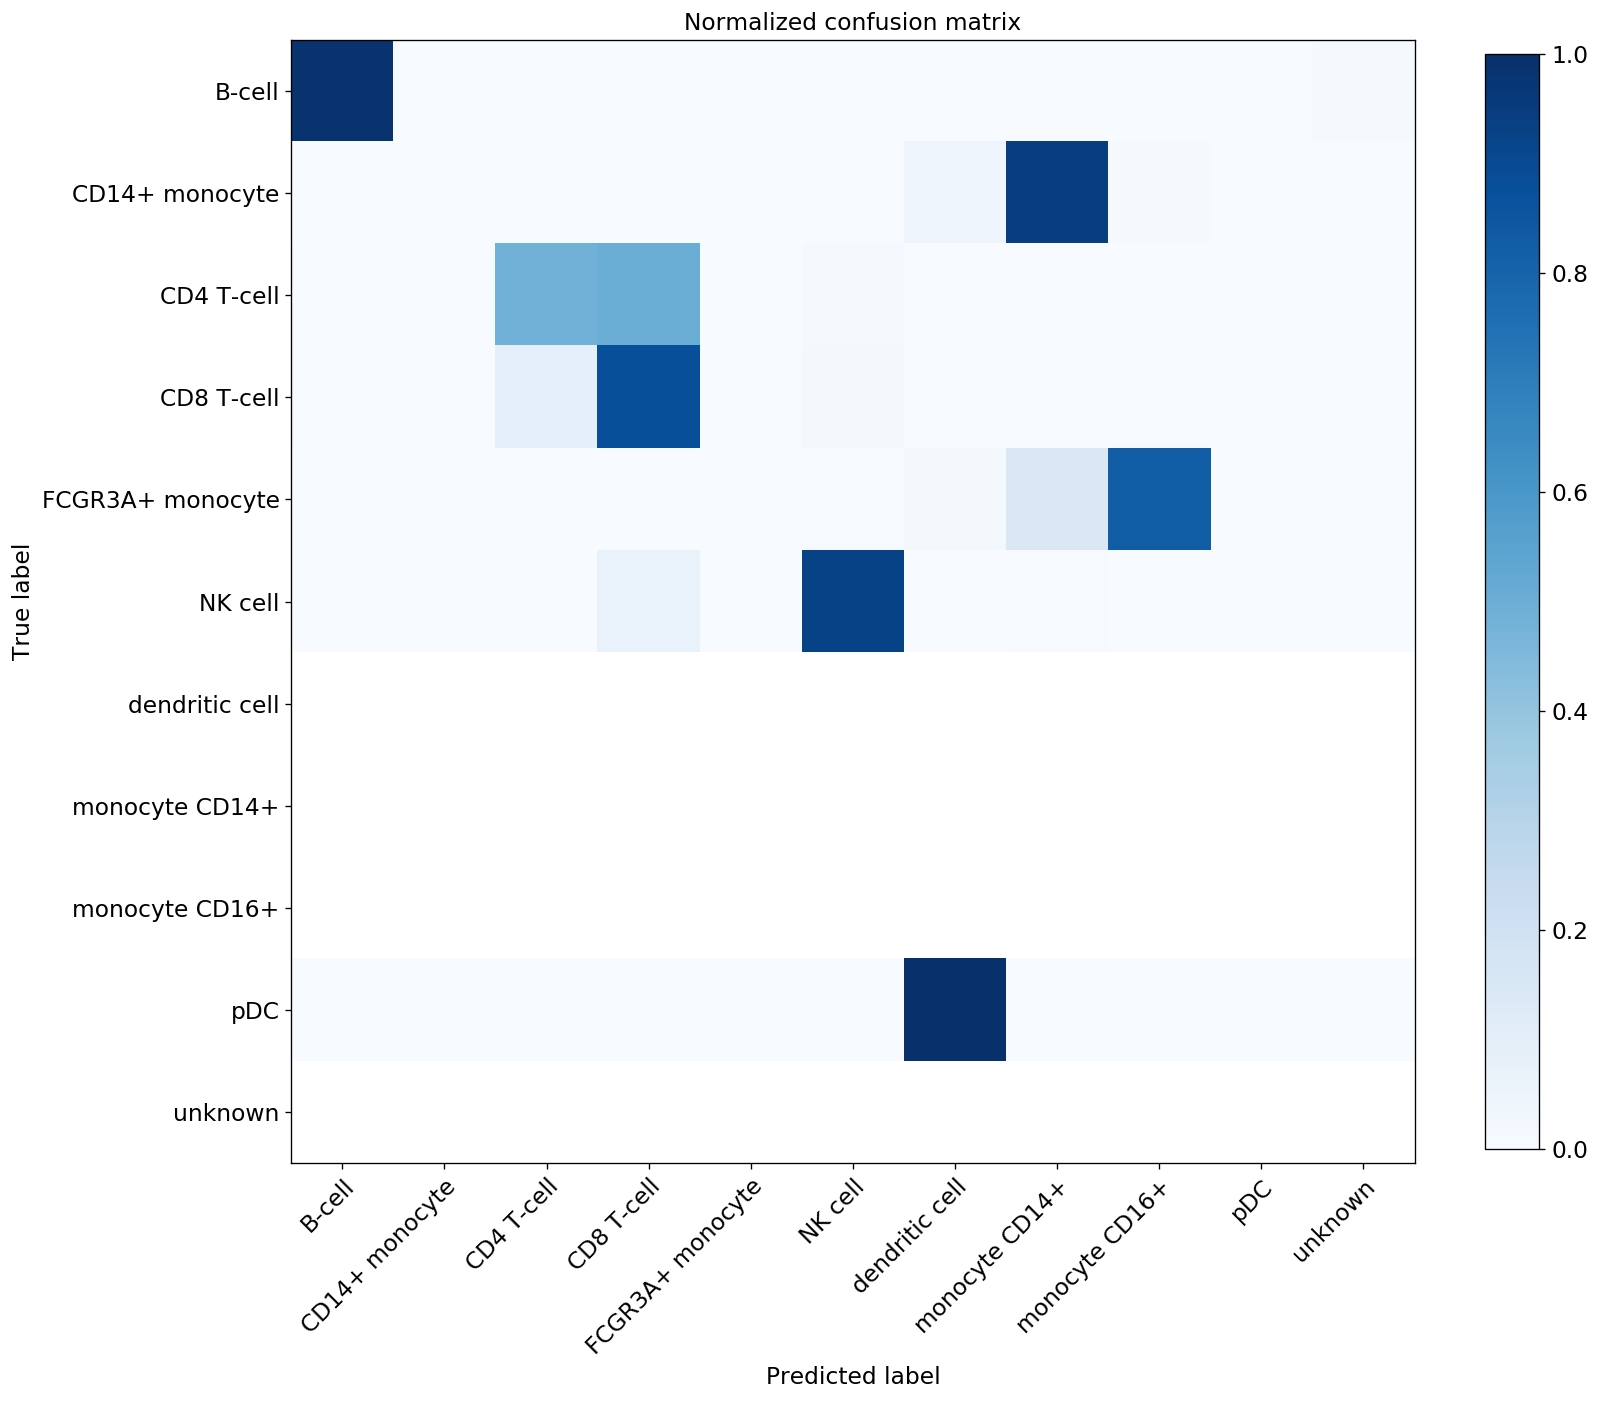 Normalized confusion matrix
True label
B-cell
CD14+ monocyte
CD4 T-cell
CD8 T-cell
FCGR3A+ monocyte
NK cell
dendritic cell
monocyte CD14+
monocyte CD16+
pDC
unknown
B-cell
CD14+ monocyte
CD4 T-cell
CD8 T-cell
FCGR3A+ monocyte
NK cell
dendritic cell
monocyte CD14+
monocyte CD16+
pDC
unknown
Predicted label
1.0
0.8
0.6
0.4
0.2
0.0